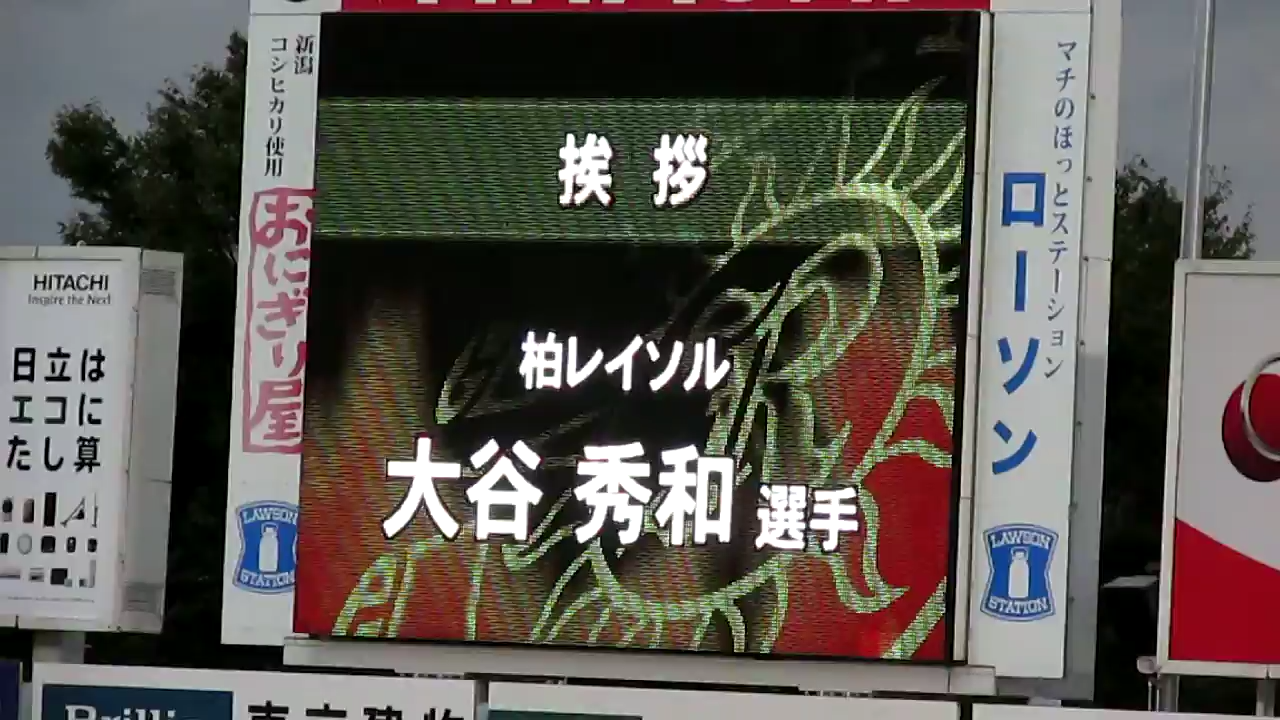 新潟
コシヒカリ使用
おにぎり屋
LAWSON
STATION
HITACHI
Inspire the Next
日立は
エコに
たし算
挨拶
柏レイソル
大谷 秀和 選手
マチのほっとステーション
ローソン
LAWSON
STATION